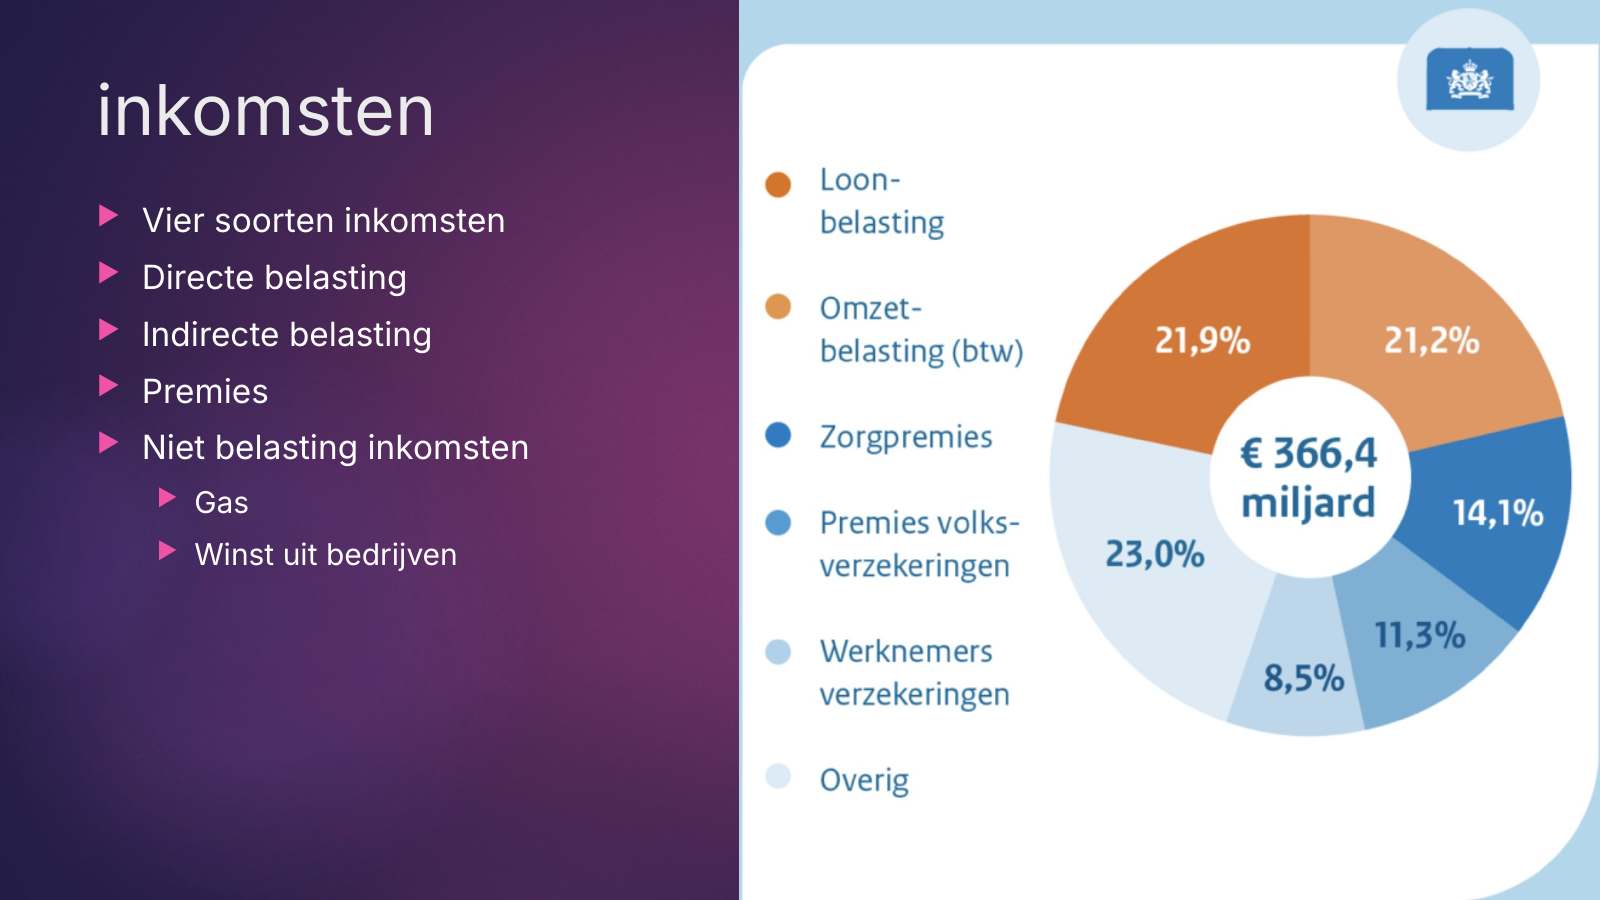 inkomsten
Vier soorten inkomsten
Directe belasting
Indirecte belasting
Premies
Niet belasting inkomsten
Gas
Winst uit bedrijven
Loon-
belasting
Omzet-
belasting (btw)
Zorgpremies
Premies volks-
verzekeringen
Werknemers
verzekeringen
Overig
21,9%
21,2%
€ 366,4
miljard
14,1%
23,0%
11,3%
8,5%